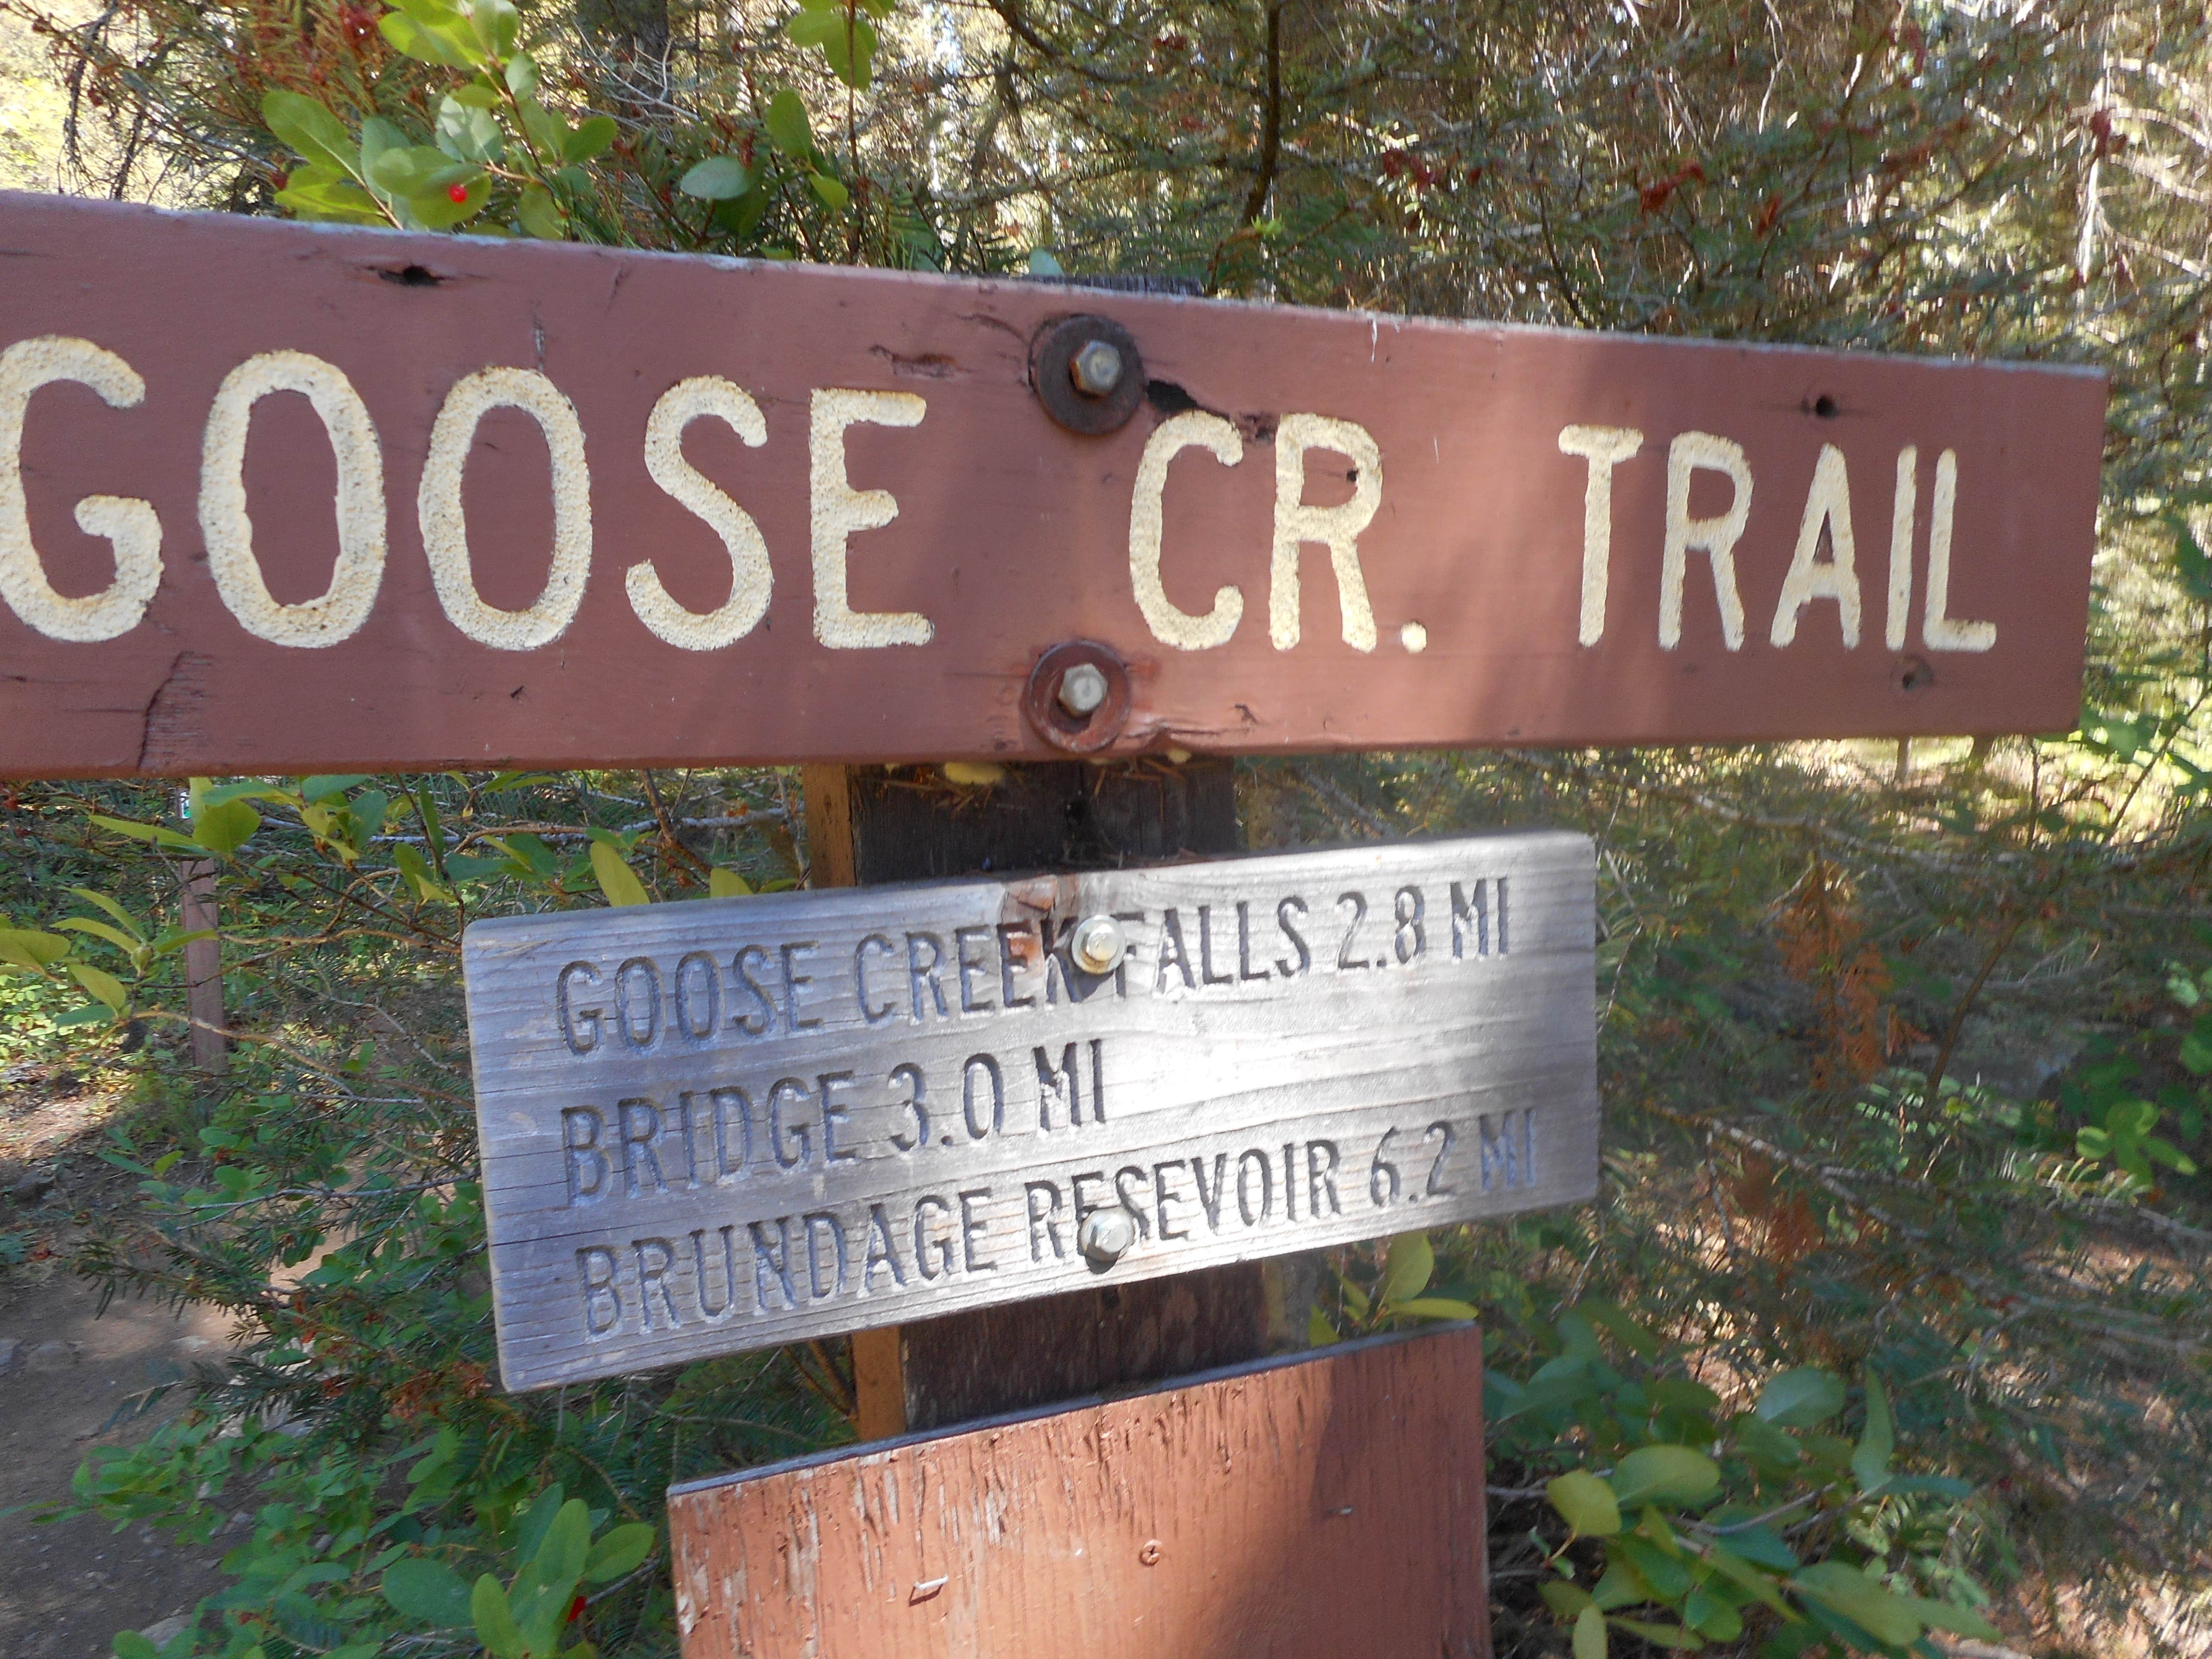 GOOSE CR. TRAIL
GOOSE CREEK FALLS 2.8 MI
BRIDGE 3.0 MI
BRUNDAGE RESEVOIR 6.2 MI